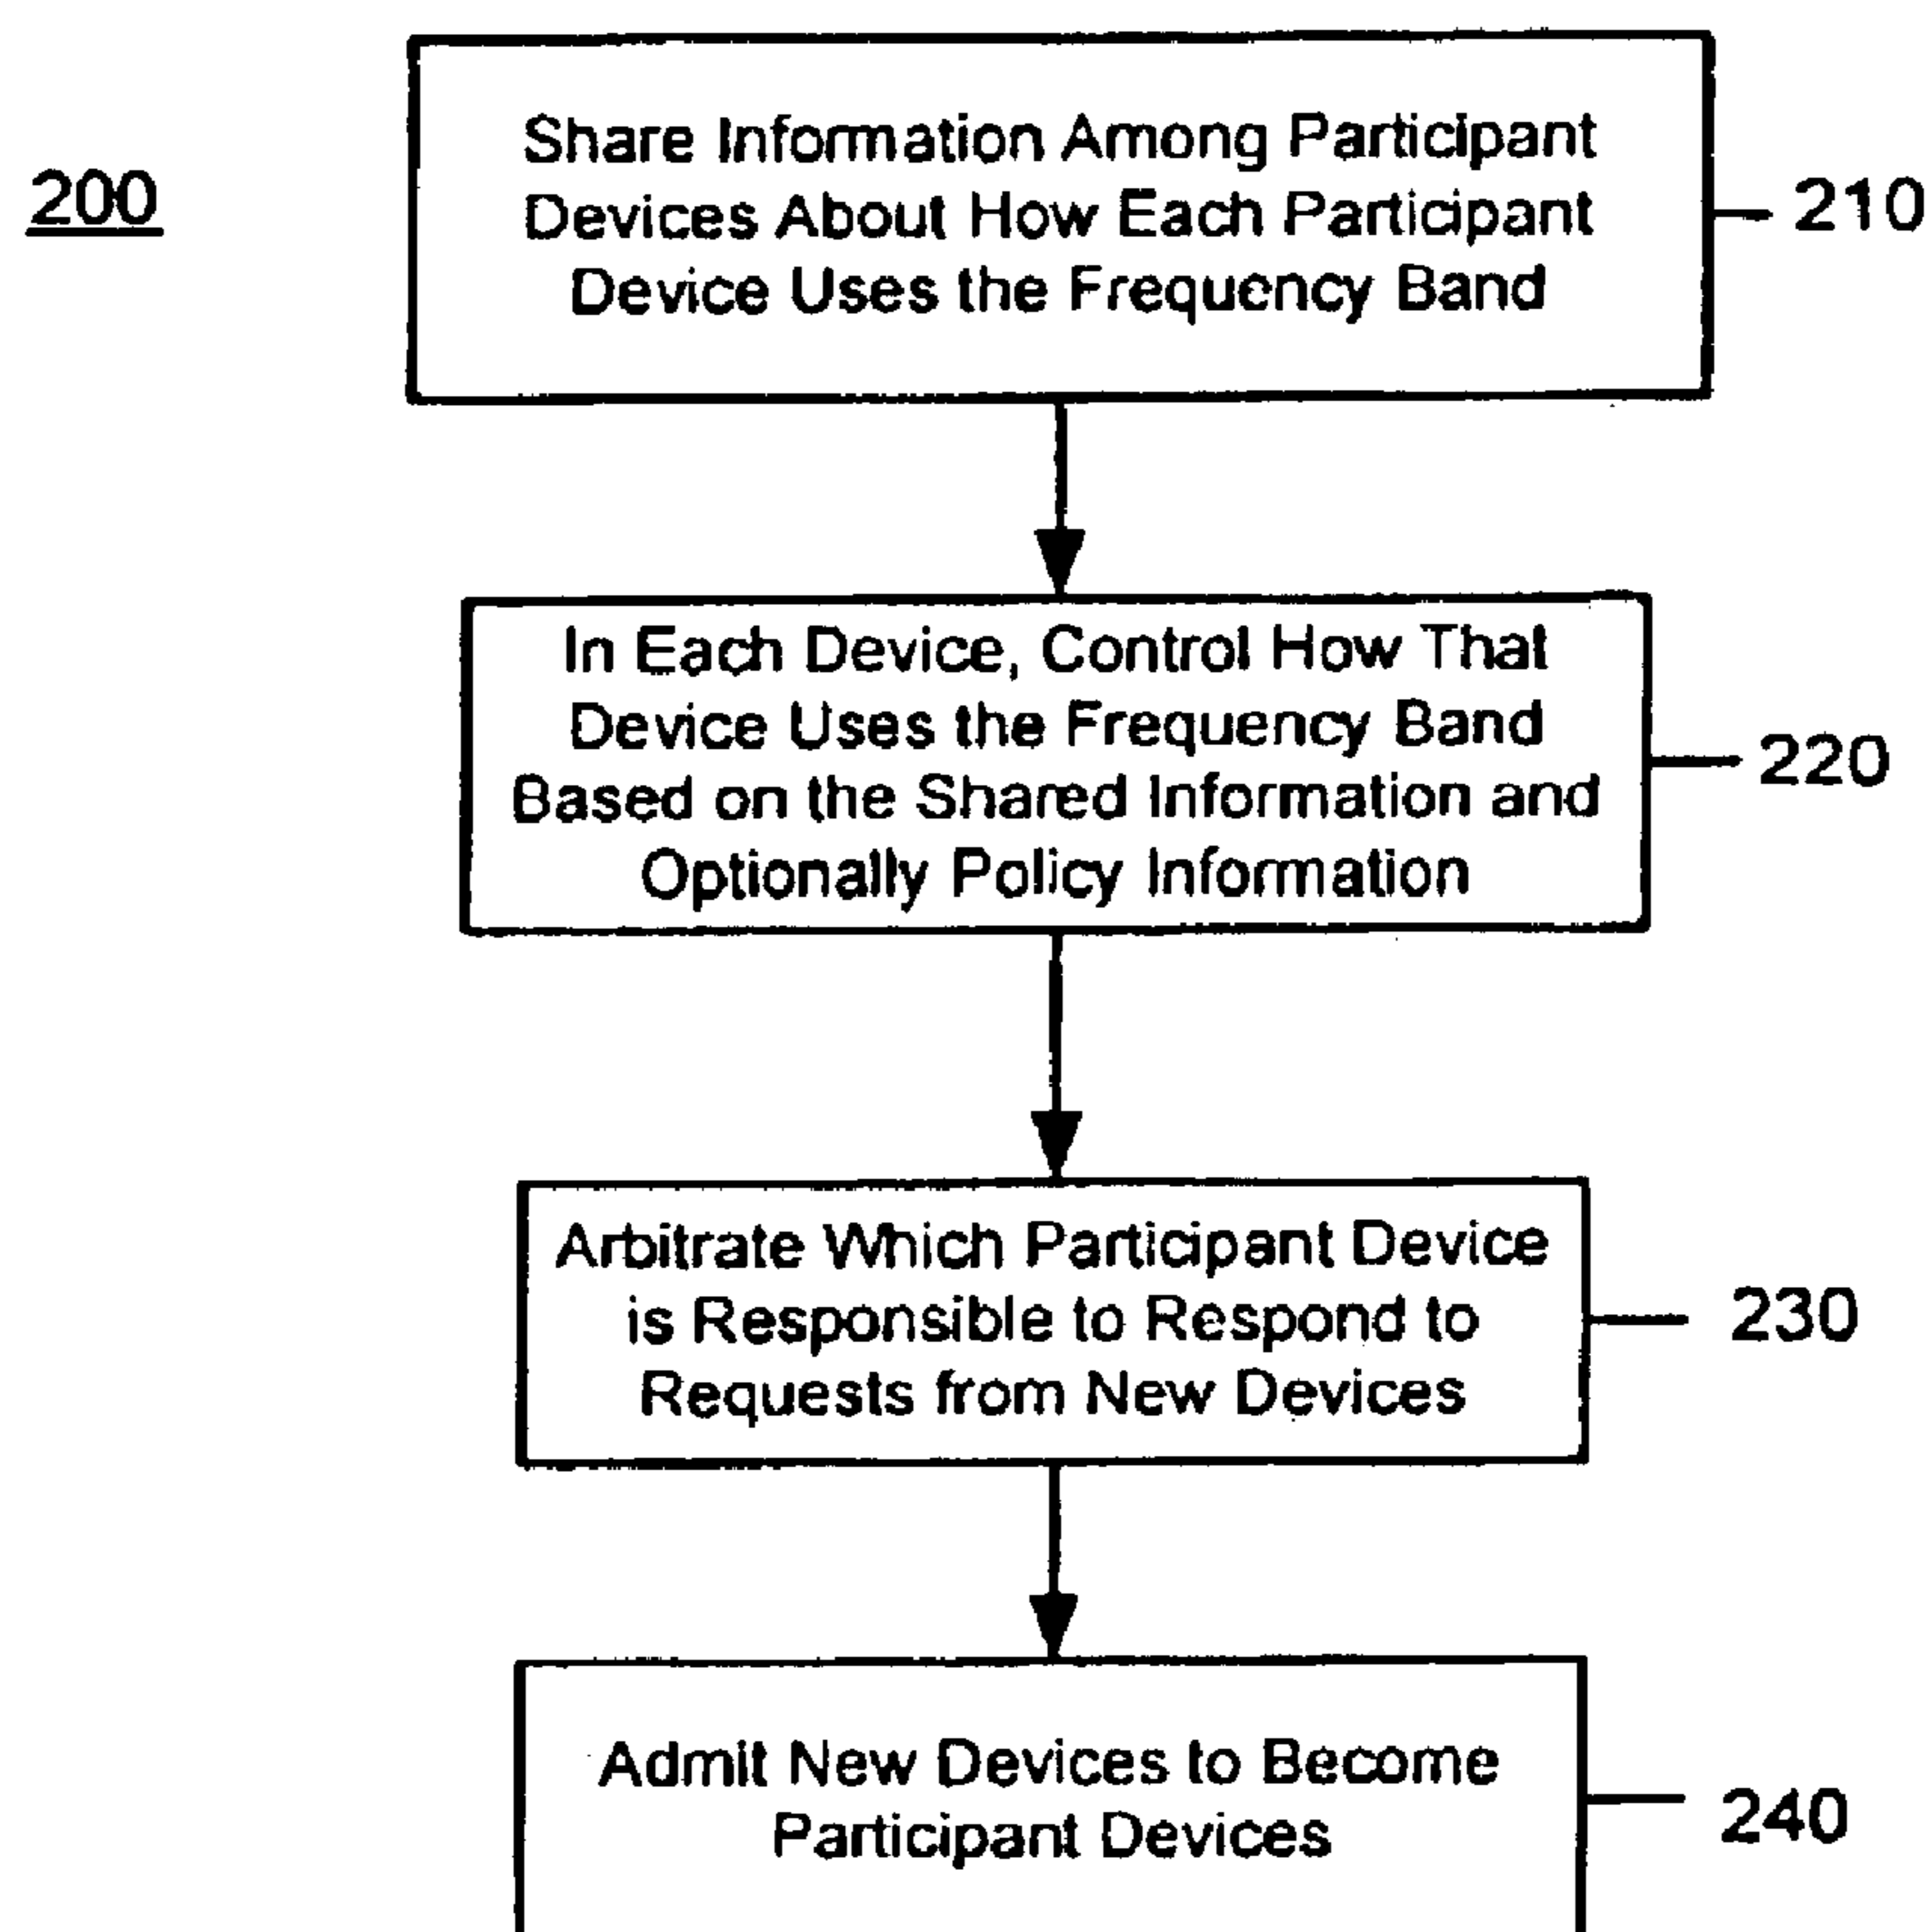 200
Share Information Among Participant
Devices About How Each Participant
Device Uses the Frequency Band
210
In Each Device, Control How That
Device Uses the Frequency Band
Based on the Shared Information and
Optionally Policy Information
220
Arbitrate Which Participant Device
is Responsible to Respond to
Requests from New Devices
230
Admit New Devices to Become
Participant Devices
240